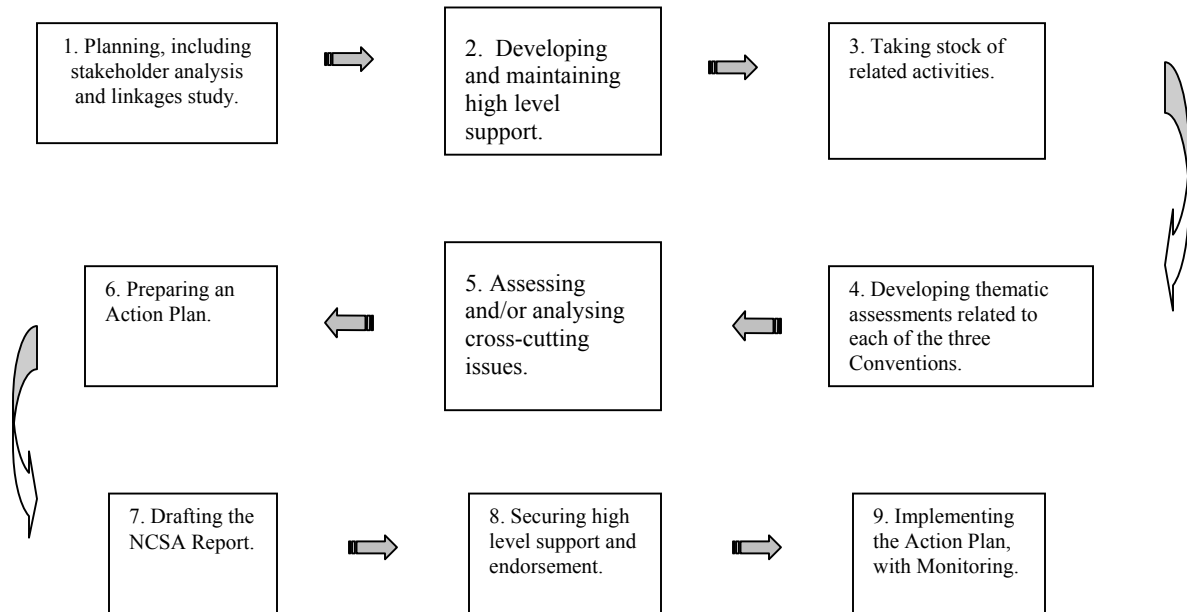 1. Planning, including
stakeholder analysis
and linkages study.
2. Developing
and maintaining
high level
support.
3. Taking stock of
related activities.
4. Developing thematic
assessments related to
each of the three
Conventions.
5. Assessing
and/or analysing
cross-cutting
issues.
6. Preparing an
Action Plan.
7. Drafting the
NCSA Report.
8. Securing high
level support and
endorsement.
9. Implementing
the Action Plan,
with Monitoring.